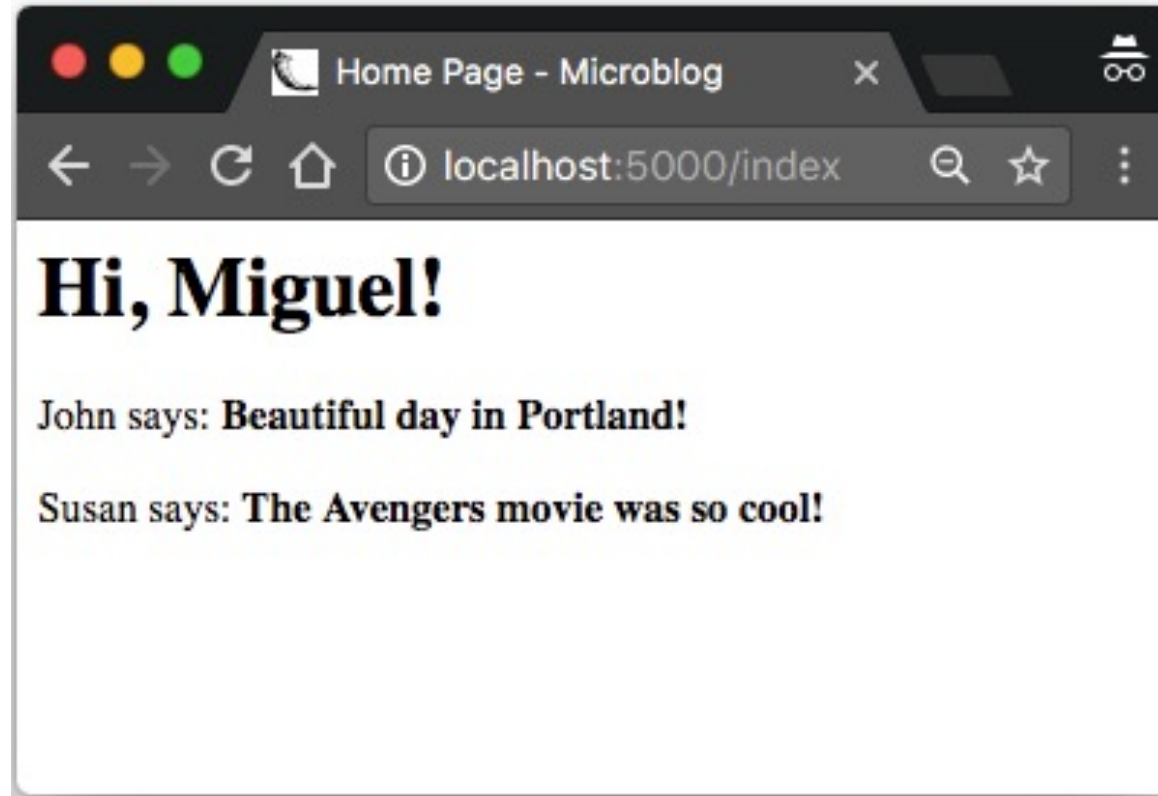 Home Page - Microblog
localhost:5000/index
Hi, Miguel!
John says: Beautiful day in Portland!
Susan says: The Avengers movie was so cool!